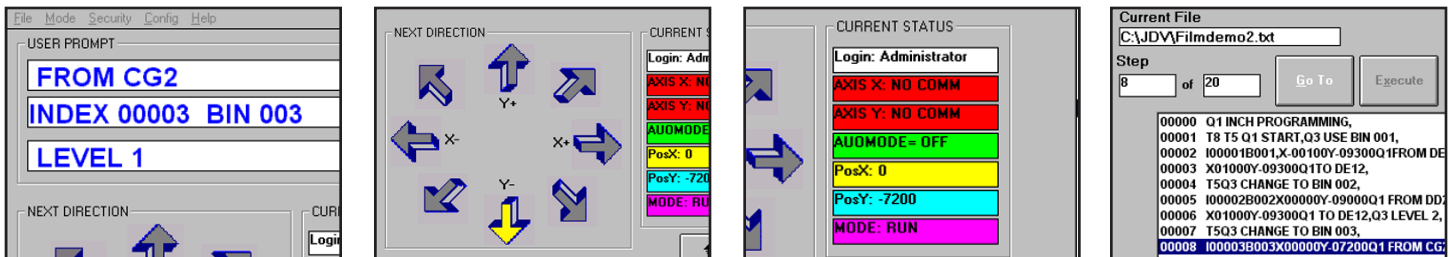 File Mode Security Config Help
USER PROMPT
FROM CG2
INDEX 00003 BIN 003
LEVEL 1
NEXT DIRECTION
CUR
Logi
NEXT DIRECTION
Y+
X-
X+
Y-
CURRENT S
Login: Adm
AXIS X: N
AXIS Y: N
AUOMODE
PosX: 0
PosY: -720
MODE: RU
CURRENT STATUS
Login: Administrator
AXIS X: NO COMM
AXIS Y: NO COMM
AUOMODE= OFF
PosX: 0
PosY: -7200
MODE: RUN
Current File
C:\JDV\Filmdemo2.txt
Step
8 of 20
Go To
Execute
00000 Q1 INCH PROGRAMMING,
00001 T8 T5 Q1 START,Q3 USE BIN 001,
00002 I00001B001,X-00100Y-09300Q1FROM DE
00003 X01000Y-09300Q1TO DE12,
00004 T5Q3 CHANGE TO BIN 002,
00005 I00002B002X00000Y-09000Q1 FROM DD
00006 X01000Y-09300Q1 TO DE12,Q3 LEVEL 2,
00007 T5Q3 CHANGE TO BIN 003,
00008 I00003B003X00000Y-07200Q1 FROM CG2